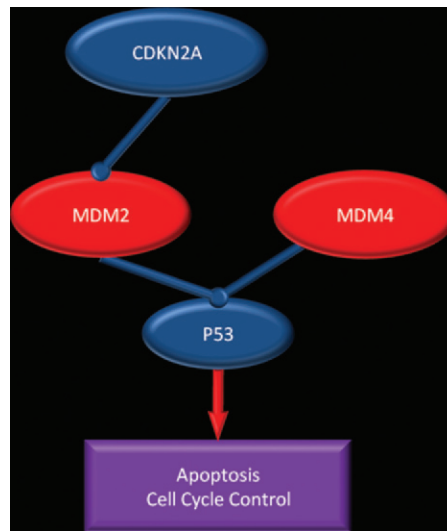 CDKN2A
MDM2
MDM4
P53
Apoptosis
Cell Cycle Control